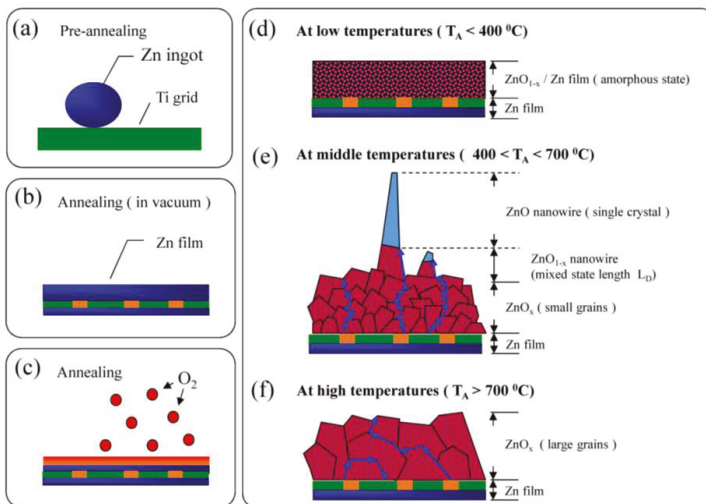 (a) Pre-annealing
Zn ingot
Ti grid
(b) Annealing ( in vacuum )
Zn film
(c) Annealing
O2
(d) At low temperatures ( TA < 400 0C)
ZnO1-x / Zn film ( amorphous state)
Zn film
(e) At middle temperatures ( 400 < TA < 700 0C)
ZnO nanowire ( single crystal )
ZnO1-x nanowire
(mixed state length LD)
ZnOx ( small grains )
Zn film
(f) At high temperatures ( TA > 700 0C)
ZnOx ( large grains )
Zn film